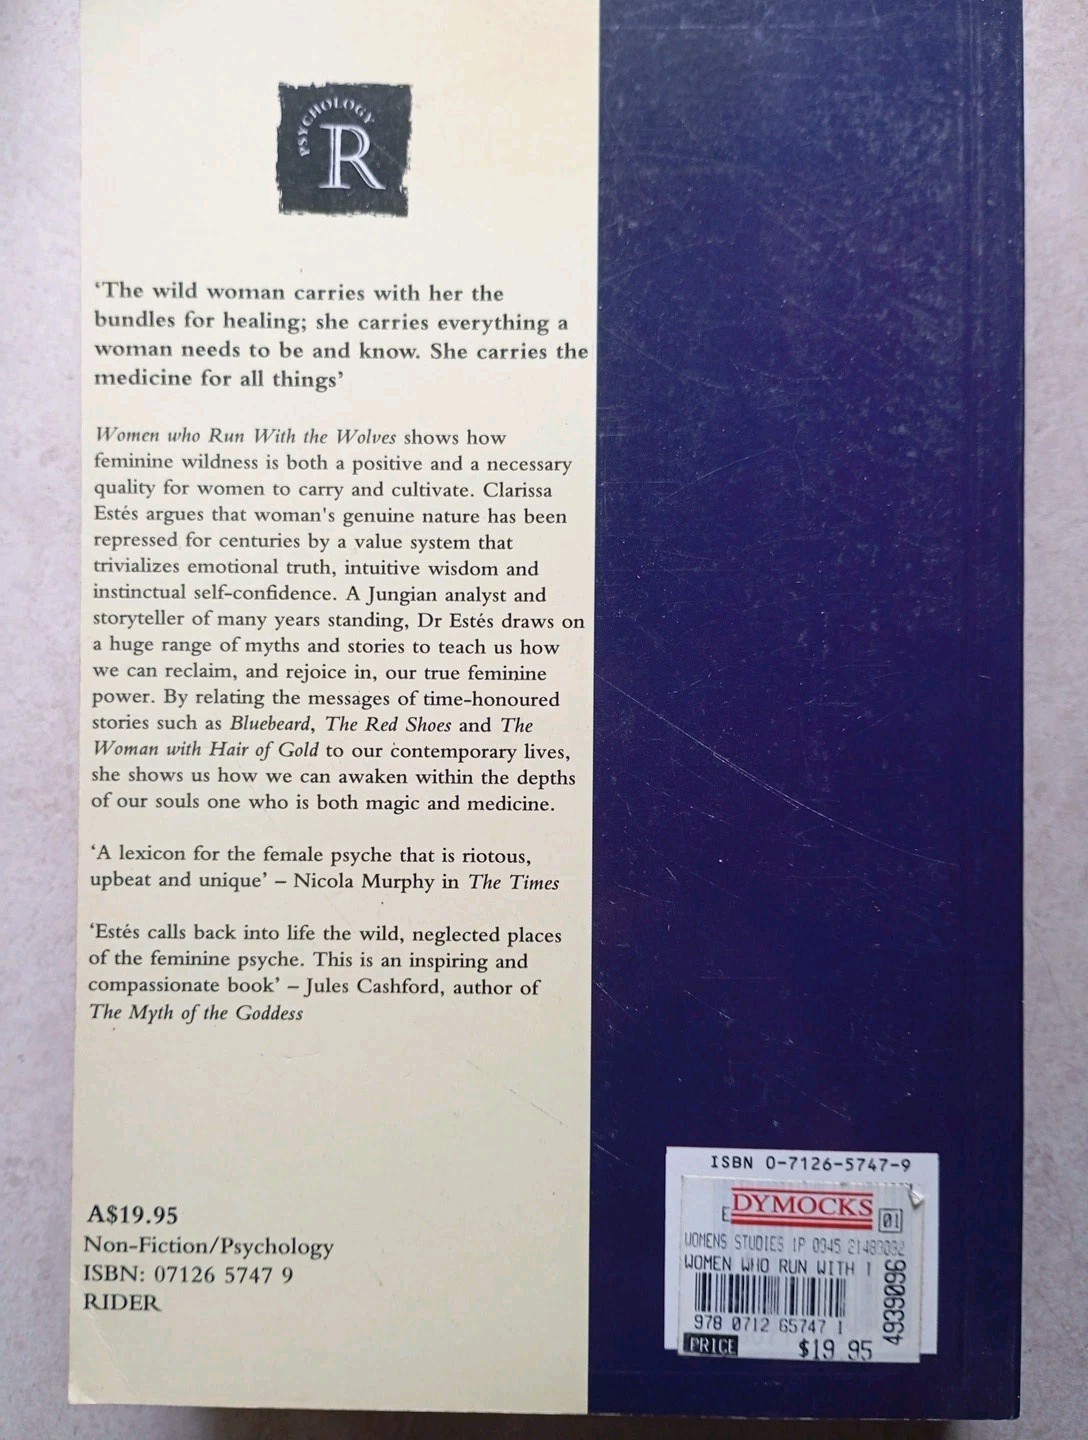 PSYCHOLOGY
R
‘The wild woman carries with her the
bundles for healing; she carries everything a
woman needs to be and know. She carries the
medicine for all things’
Women who Run With the Wolves shows how
feminine wildness is both a positive and a necessary
quality for women to carry and cultivate. Clarissa
Estés argues that woman's genuine nature has been
repressed for centuries by a value system that
trivializes emotional truth, intuitive wisdom and
instinctual self-confidence. A Jungian analyst and
storyteller of many years standing, Dr Estés draws on
a huge range of myths and stories to teach us how
we can reclaim, and rejoice in, our true feminine
power. By relating the messages of time-honoured
stories such as Bluebeard, The Red Shoes and The
Woman with Hair of Gold to our contemporary lives,
she shows us how we can awaken within the depths
of our souls one who is both magic and medicine.
‘A lexicon for the female psyche that is riotous,
upbeat and unique’ – Nicola Murphy in The Times
‘Estés calls back into life the wild, neglected places
of the feminine psyche. This is an inspiring and
compassionate book’ – Jules Cashford, author of
The Myth of the Goddess
A$19.95
Non-Fiction/Psychology
ISBN: 07126 5747 9
RIDER
ISBN 0-7126-5747-9
E DYMOCKS 01
WOMENS STUDIES 1P 0945
WOMEN WHO RUN WITH
4939096
978 0712 65747 1
PRICE $19.95